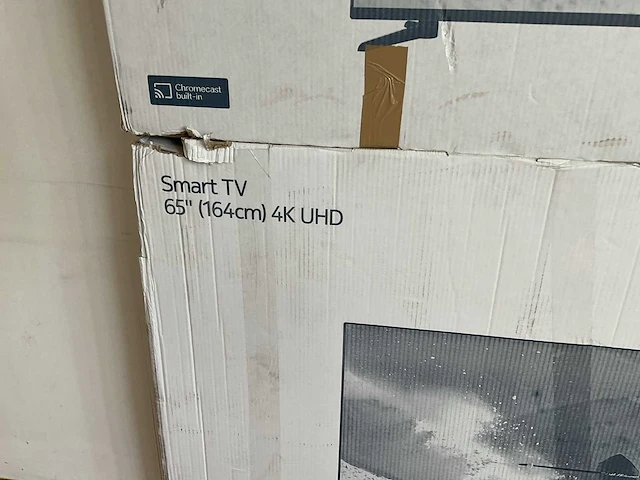 Chromecast
built-in
Smart TV
65" (164cm) 4K UHD